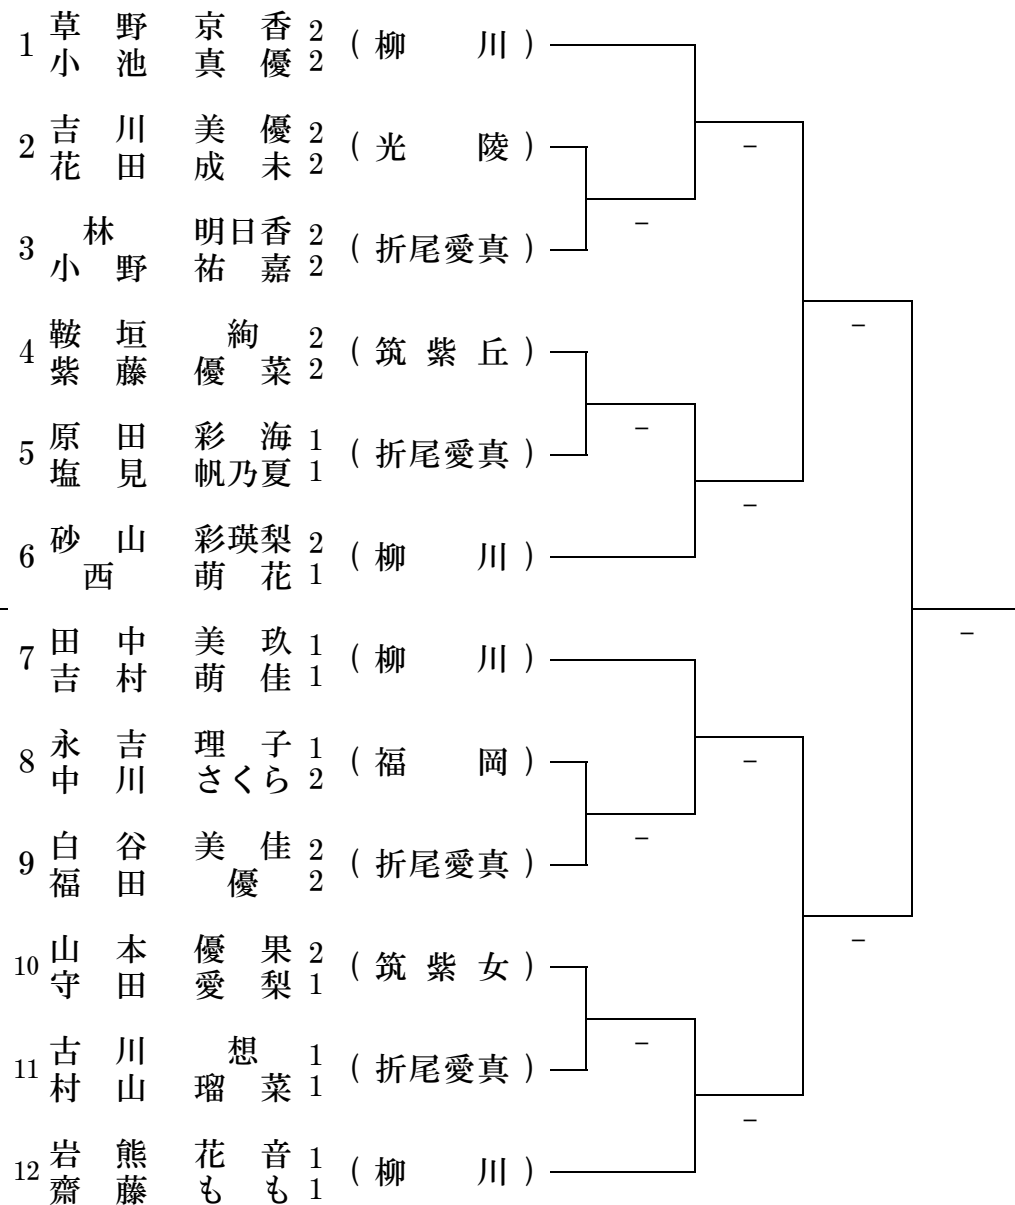 1 草野 京香 2 (柳川)
小池 真優 2
2 吉川 美優 2 (光陵)
花田 成未 2
3 林 明日香 2 (折尾愛真)
小野 祐嘉 2
4 鞍垣 絢 2 (筑紫丘)
紫藤 優菜 2
5 原田 彩海 1 (折尾愛真)
塩見 帆乃夏 1
6 砂山 彩瑛梨 2 (柳川)
西 萌花 1
7 田中 美玖 1 (柳川)
吉村 萌佳 1
8 永吉 理子 1 (福岡)
中川 さくら 2
9 白谷 美佳 2 (折尾愛真)
福田 優 2
10 山本 優果 2 (筑紫女)
守田 愛梨 1
11 古川 想 1 (折尾愛真)
村山 瑠菜 1
12 岩熊 花音 1 (柳川)
齋藤 もも 1